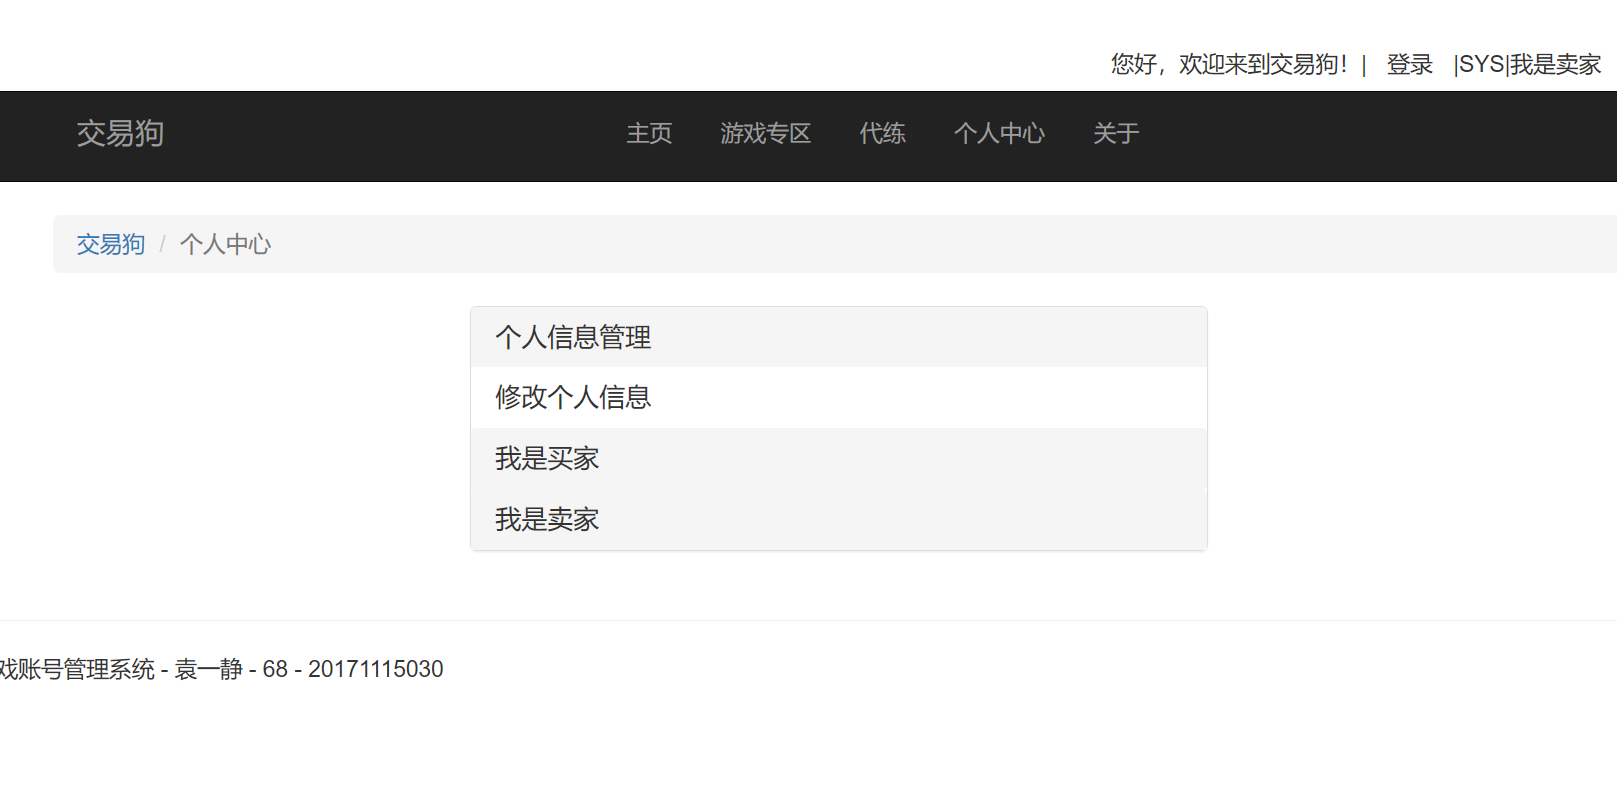 您好，欢迎来到交易狗！| 登录 |SYS|我是卖家
交易狗 主页 游戏专区 代练 个人中心 关于
交易狗 / 个人中心
个人信息管理
修改个人信息
我是买家
我是卖家
戏账号管理系统 - 袁一静 - 68 - 20171115030